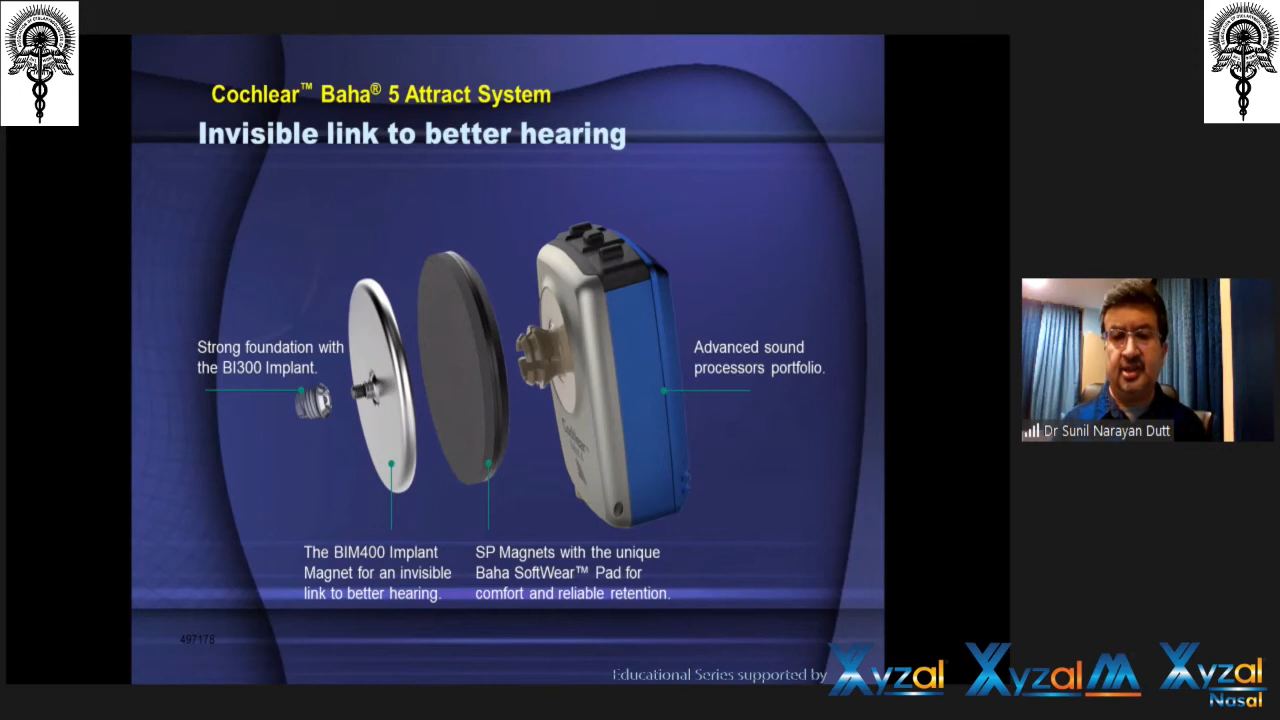 Cochlear™ Baha® 5 Attract System
Invisible link to better hearing
Strong foundation with
the BI300 Implant.
Advanced sound
processors portfolio.
The BIM400 Implant
Magnet for an invisible
link to better hearing.
SP Magnets with the unique
Baha SoftWear™ Pad for
comfort and reliable retention.
497178
Dr Sunil Narayan Dutt
Educational Series supported by
Xyzal
Xyzal M
Xyzal
Nasal